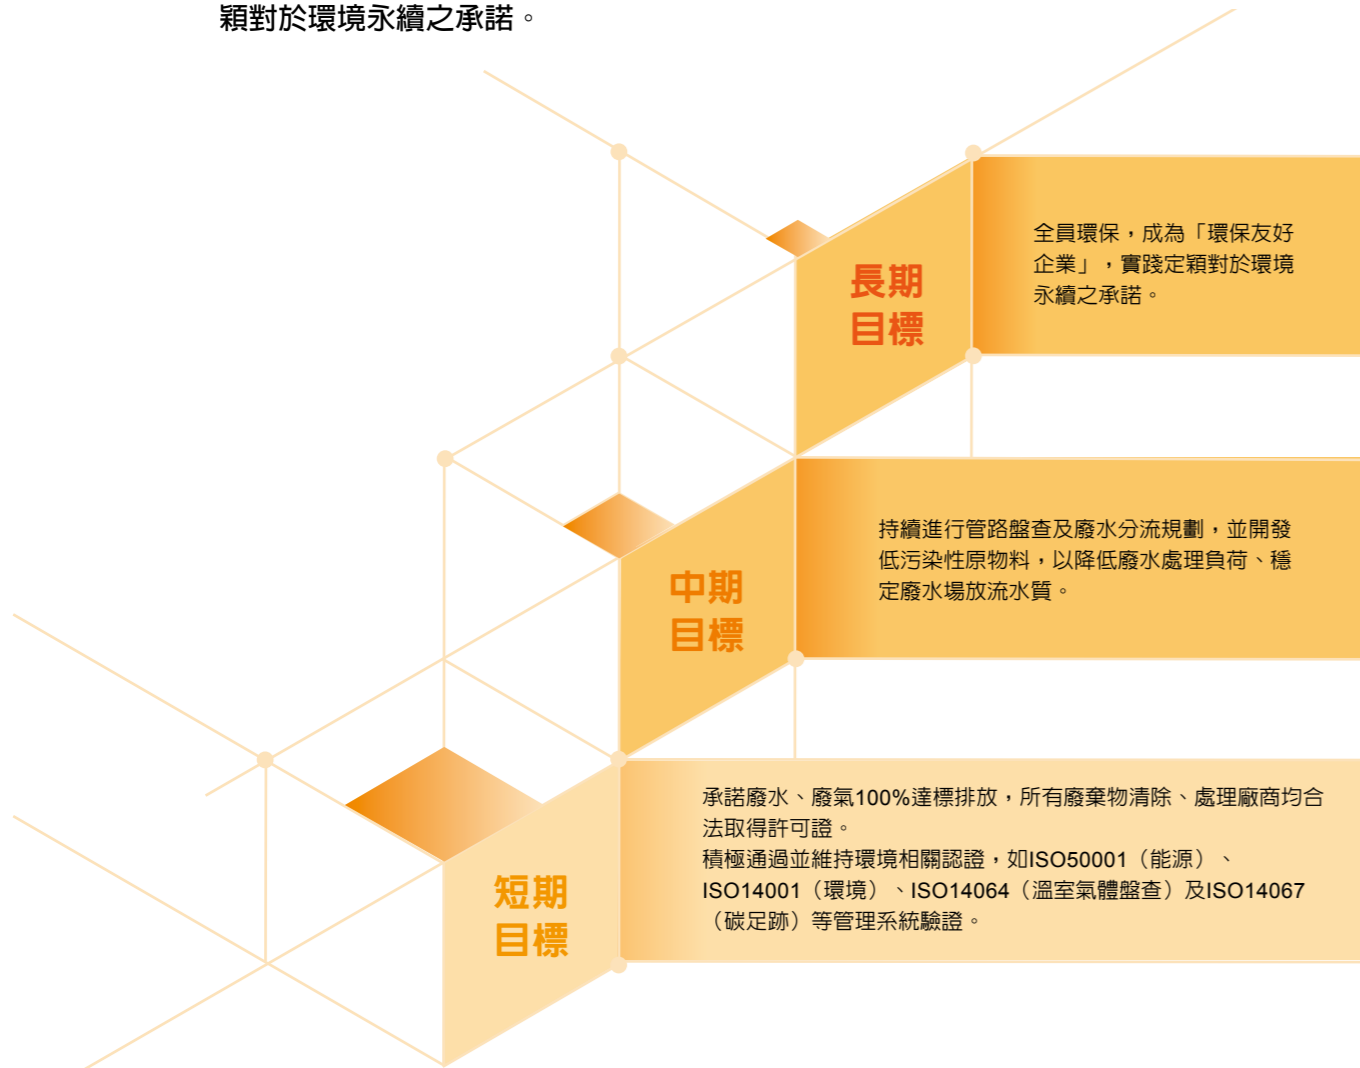 穎對於環境永續之承諾。
長期
目標
全員環保，成為「環保友好
企業」，實踐定穎對於環境
永續之承諾。
中期
目標
持續進行管路盤查及廢水分流規劃，並開發
低污染性原物料，以降低廢水處理負荷、穩
定廢水場放流水質。
短期
目標
承諾廢水、廢氣100%達標排放，所有廢棄物清除、處理廠商均合
法取得許可證。
積極通過並維持環境相關認證，如ISO50001（能源）、
ISO14001（環境）、ISO14064（溫室氣體盤查）及ISO14067
（碳足跡）等管理系統驗證。